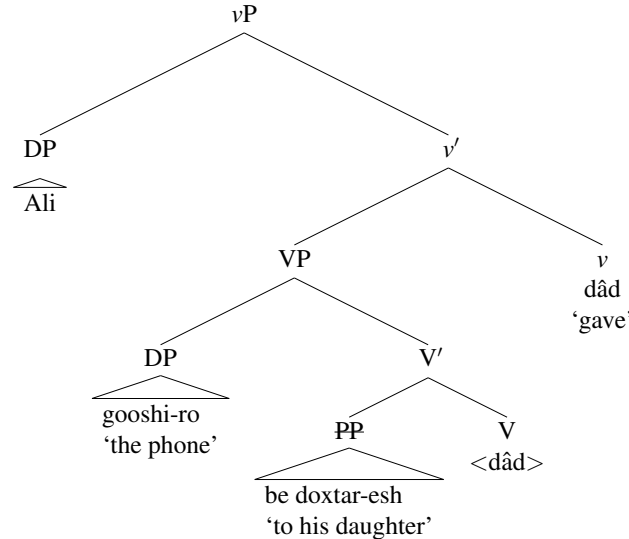 vP
DP
v′
Ali
VP
v
dâd
‘gave’
DP
V′
gooshi-ro
‘the phone’
PP
V
<dâd>
be doxtar-esh
‘to his daughter’